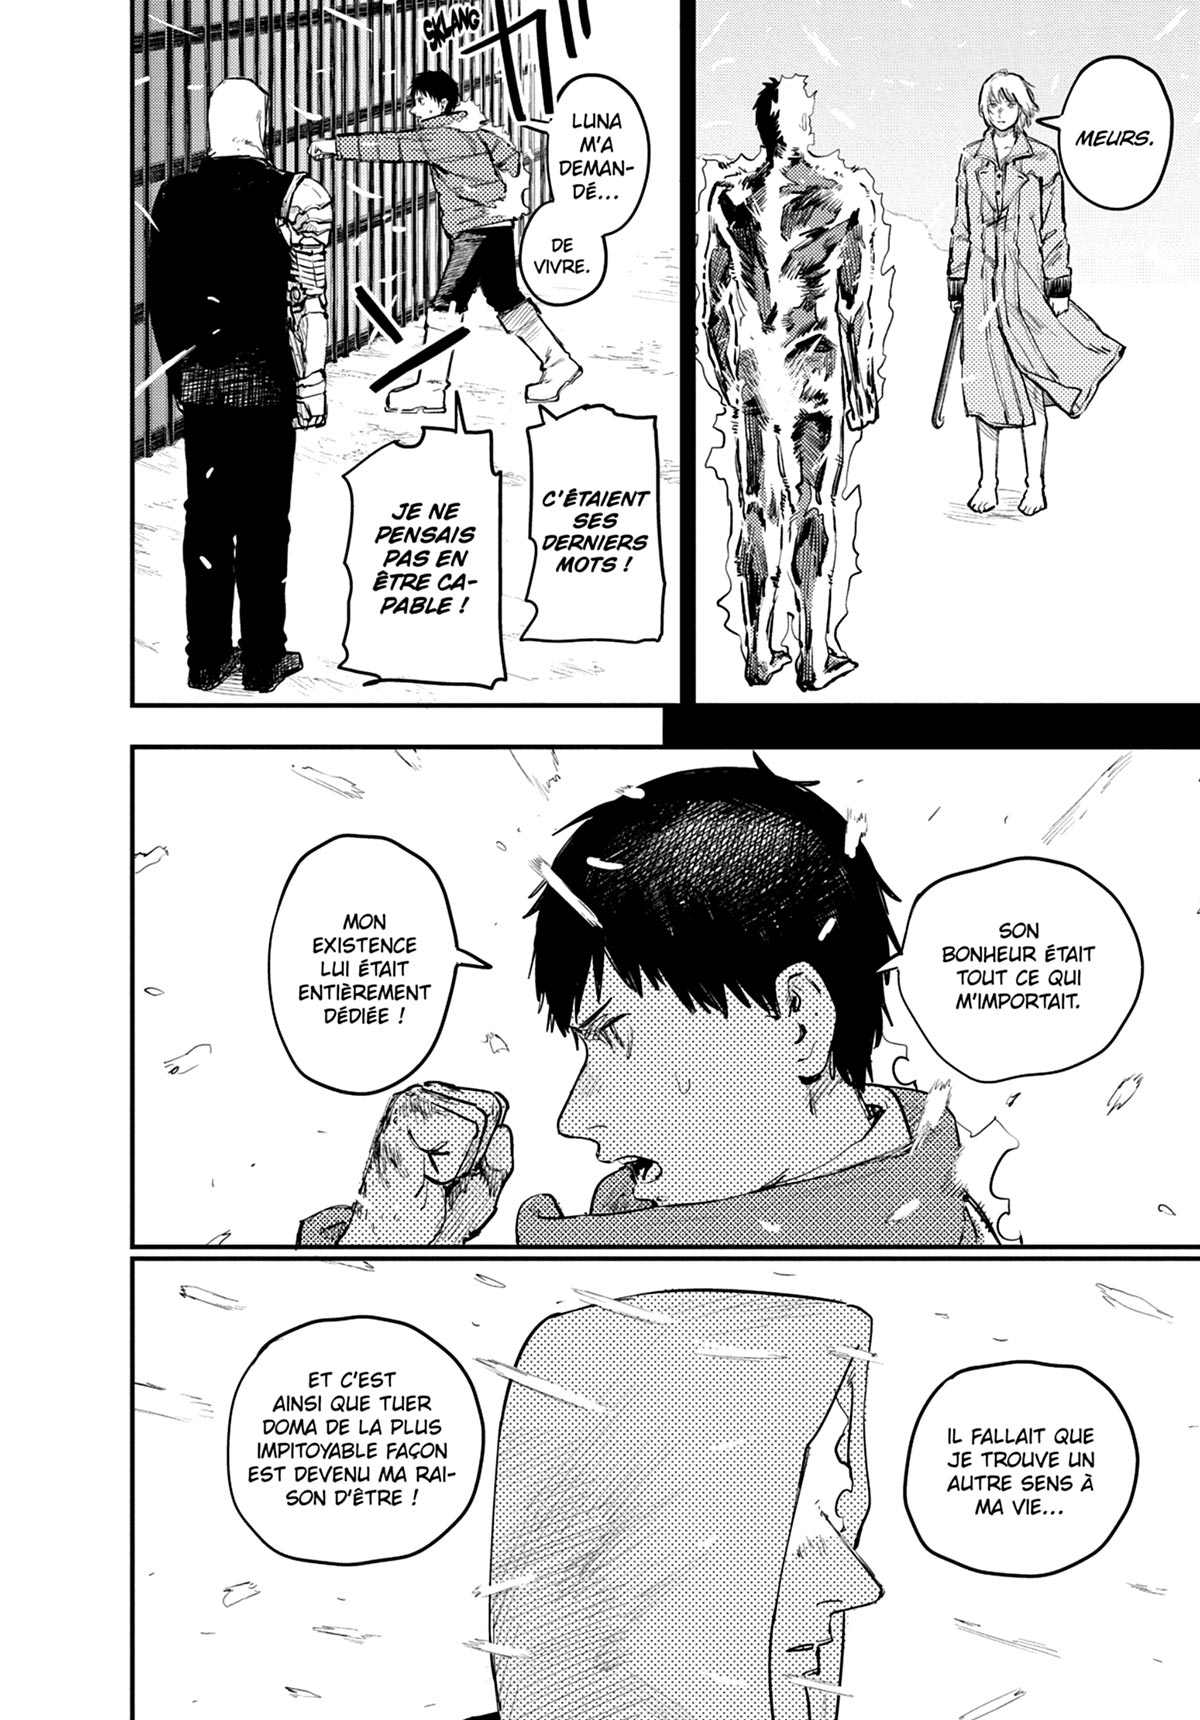 MEURS.
SKLANG
ガン
LUNA
M'A
DEMAN-
DÉ...
DE
VIVRE.
C'ÉTAIENT
SES
DERNIERS
MOTS !
JE NE
PENSAIS
PAS EN
ÊTRE CA-
PABLE !
SON
BONHEUR ÉTAIT
TOUT CE QUI
M'IMPORTAIT.
MON
EXISTENCE
LUI ÉTAIT
ENTIÈREMENT
DÉDIÉE !
IL FALLAIT QUE
JE TROUVE UN
AUTRE SENS À
MA VIE...
ET C'EST
AINSI QUE TUER
DOMA DE LA PLUS
IMPITOYABLE FAÇON
EST DEVENU MA RAI-
SON D'ÊTRE !